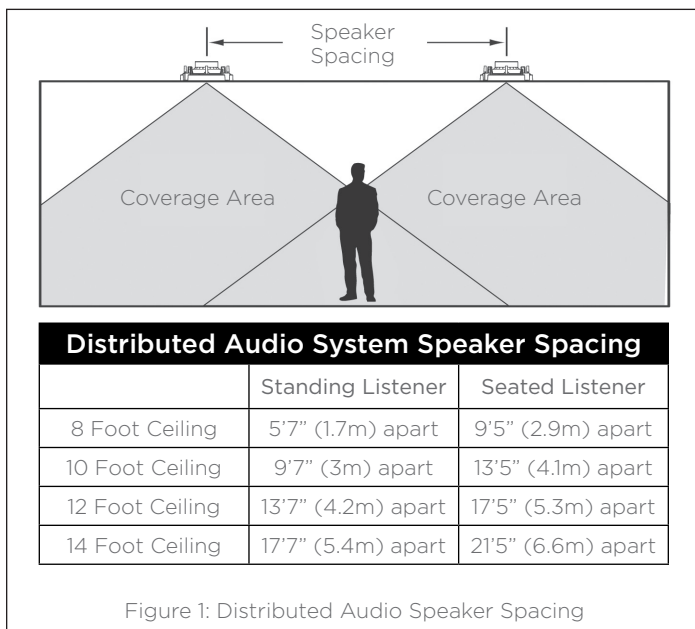 Speaker
Spacing
Coverage Area Coverage Area
Distributed Audio System Speaker Spacing
Standing Listener Seated Listener
8 Foot Ceiling 5’7” (1.7m) apart 9’5” (2.9m) apart
10 Foot Ceiling 9’7” (3m) apart 13’5” (4.1m) apart
12 Foot Ceiling 13’7” (4.2m) apart 17’5” (5.3m) apart
14 Foot Ceiling 17’7” (5.4m) apart 21’5” (6.6m) apart
Figure 1: Distributed Audio Speaker Spacing